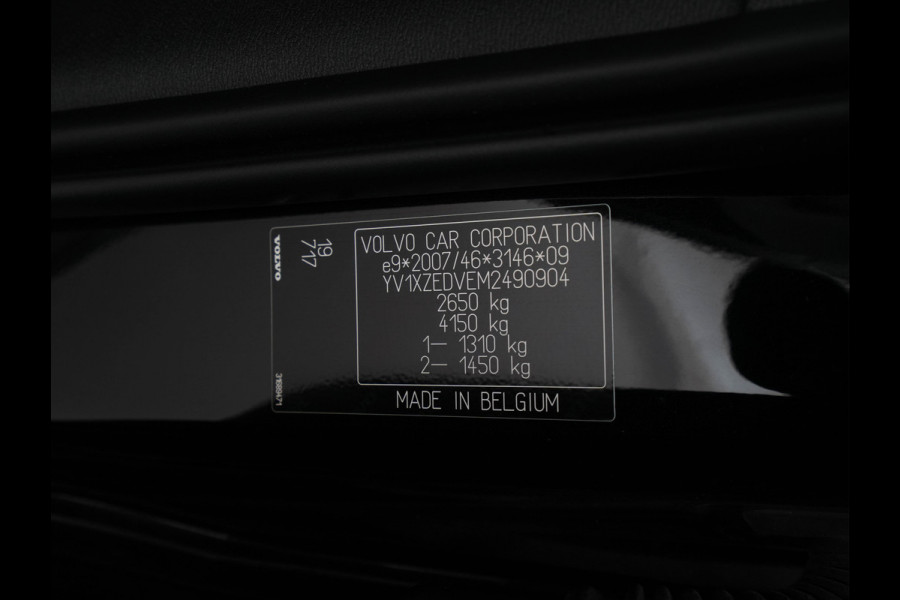 VOLVO
19
717
VOLVO CAR CORPORATION
e9*2007/46*3146*09
YV1XZEDVEM2490904
2650 kg
4150 kg
1– 1310 kg
2– 1450 kg
MADE IN BELGIUM